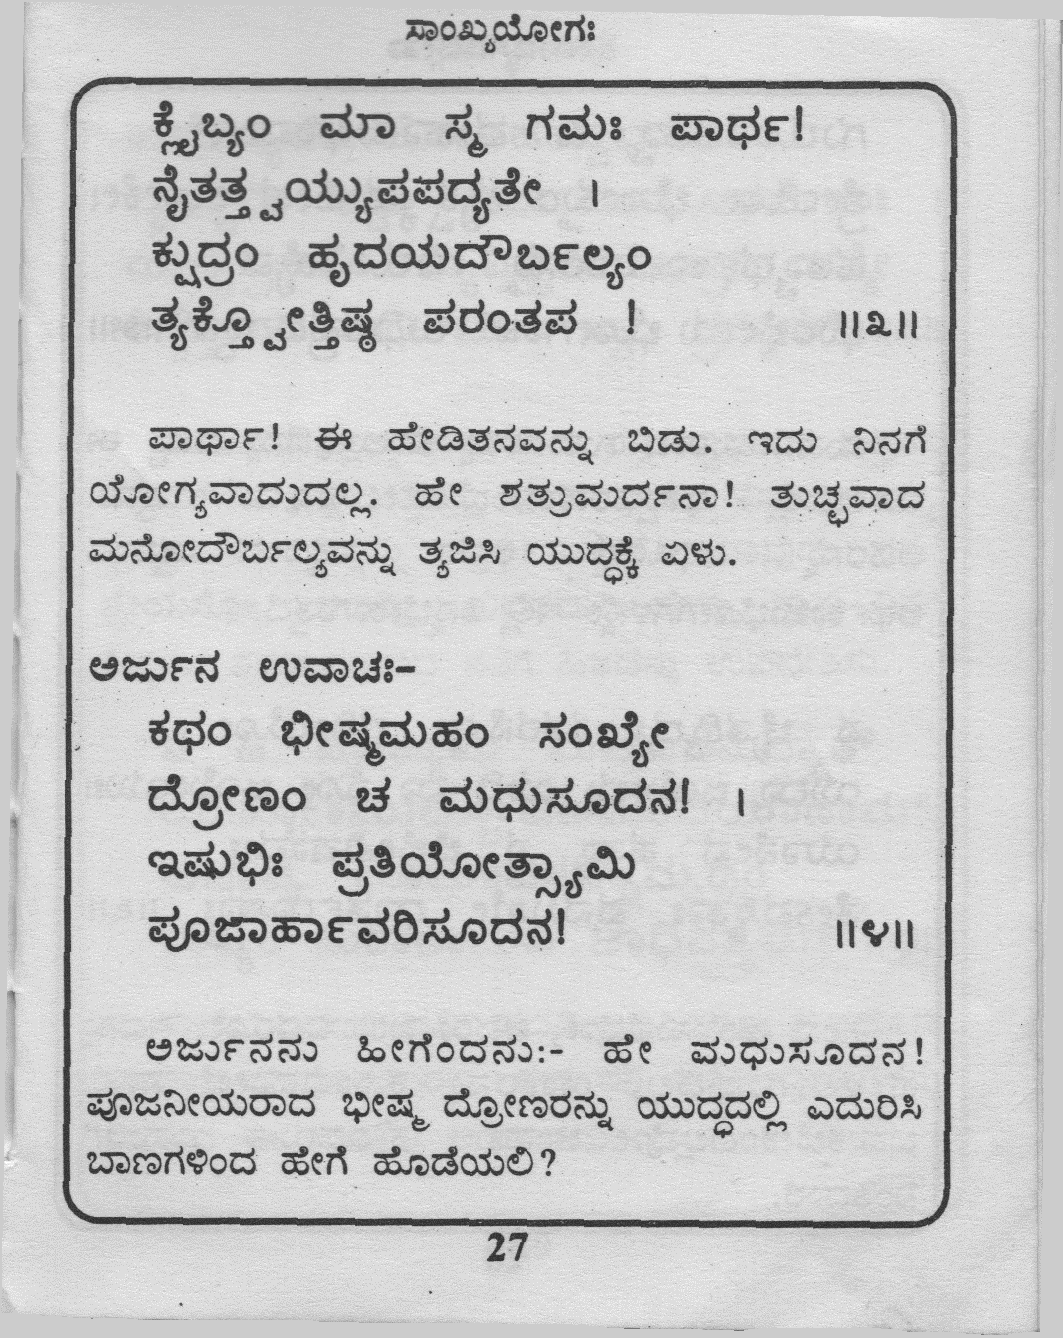 ಸಾಂಖ್ಯಯೋಗಃ
ಕ್ಲೈಬ್ಯಂ ಮಾ ಸ್ಮ ಗಮಃ ಪಾರ್ಥ!
ನೈತತ್ತ್ವಯ್ಯುಪಪದ್ಯತೇ ।
ಕ್ಷುದ್ರಂ ಹೃದಯದೌರ್ಬಲ್ಯಂ
ತ್ಯಕ್ತ್ವೋತ್ತಿಷ್ಠ ಪರಂತಪ ! ॥೩॥
ಪಾರ್ಥಾ! ಈ ಹೇಡಿತನವನ್ನು ಬಿಡು. ಇದು ನಿನಗೆ
ಯೋಗ್ಯವಾದುದಲ್ಲ. ಹೇ ಶತ್ರುಮರ್ದನಾ! ತುಚ್ಛವಾದ
ಮನೋದೌರ್ಬಲ್ಯವನ್ನು ತ್ಯಜಿಸಿ ಯುದ್ಧಕ್ಕೆ ಏಳು.
ಅರ್ಜುನ ಉವಾಚಃ-
ಕಥಂ ಭೀಷ್ಮಮಹಂ ಸಂಖ್ಯೇ
ದ್ರೋಣಂ ಚ ಮಧುಸೂದನ! ।
ಇಷುಭಿಃ ಪ್ರತಿಯೋತ್ಸ್ಯಾಮಿ
ಪೂಜಾರ್ಹಾವರಿಸೂದನ! ॥೪॥
ಅರ್ಜುನನು ಹೀಗೆಂದನು:- ಹೇ ಮಧುಸೂದನ!
ಪೂಜನೀಯರಾದ ಭೀಷ್ಮ ದ್ರೋಣರನ್ನು ಯುದ್ಧದಲ್ಲಿ ಎದುರಿಸಿ
ಬಾಣಗಳಿಂದ ಹೇಗೆ ಹೊಡೆಯಲಿ?
27